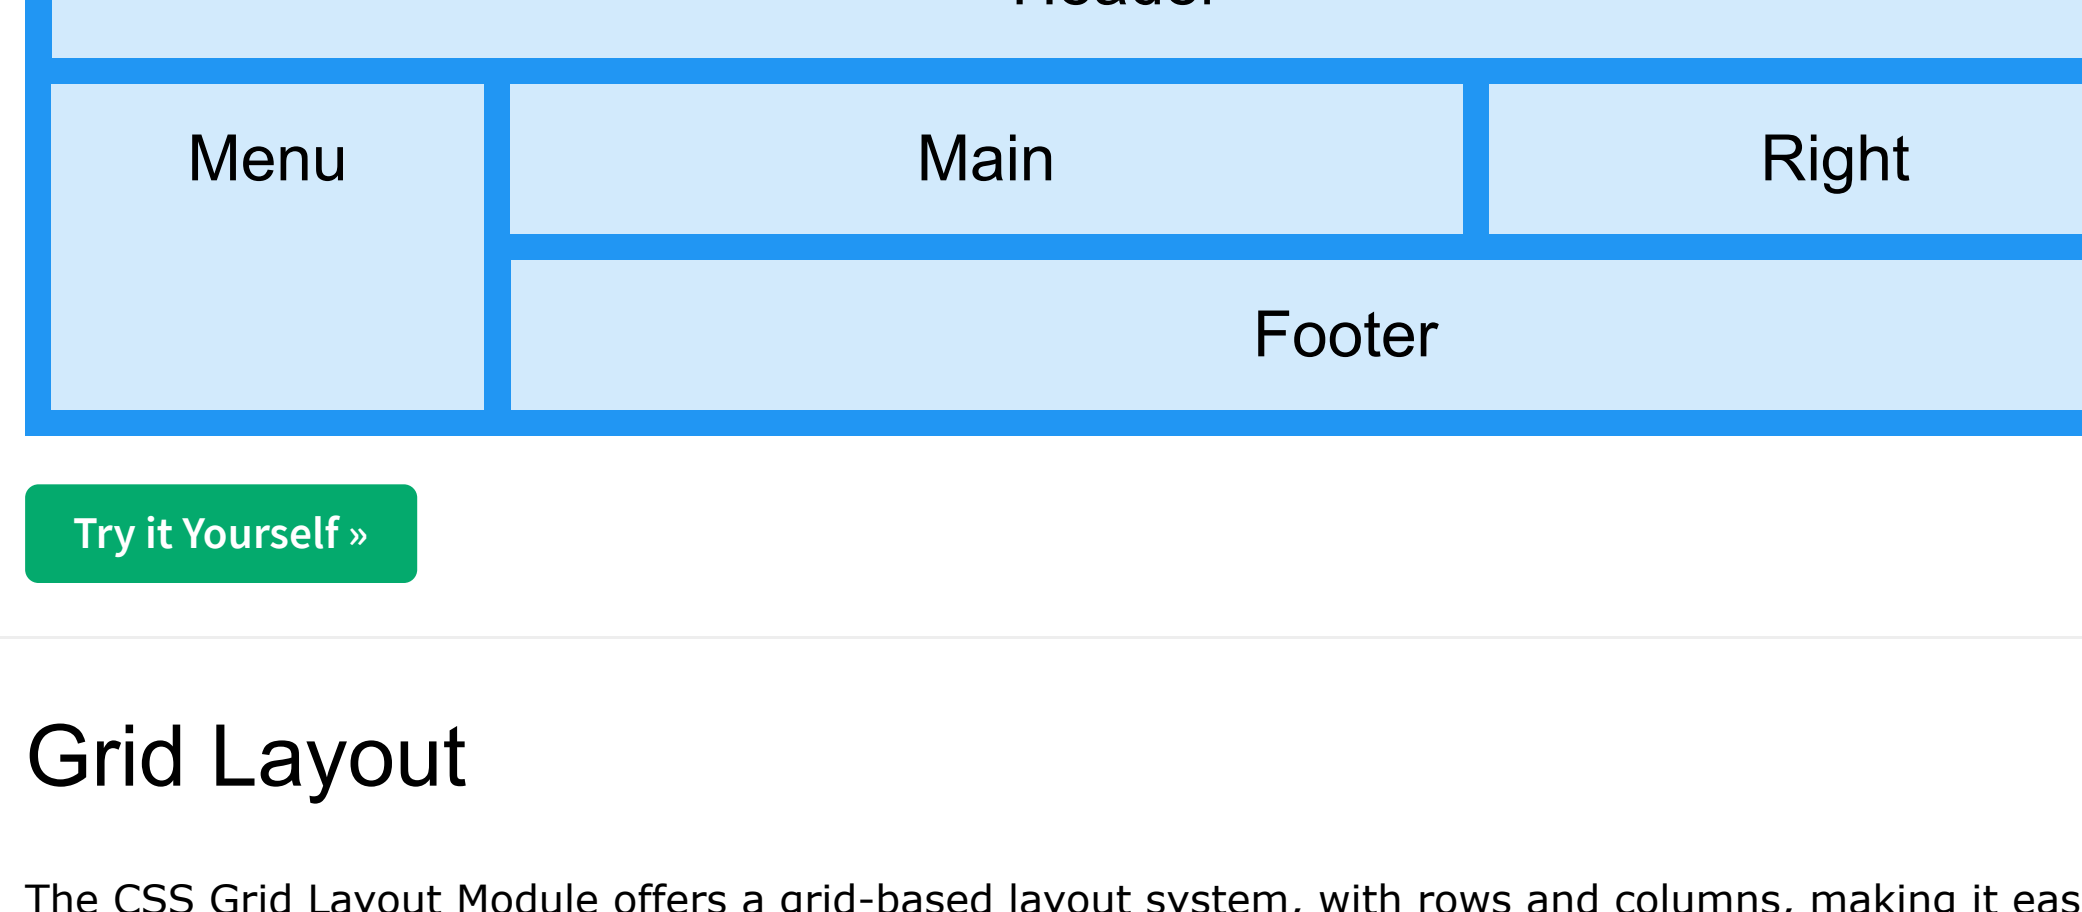 Header
Menu Main Right
Footer
Try it Yourself »
Grid Layout
The CSS Grid Layout Module offers a grid-based layout system, with rows and columns, making it eas